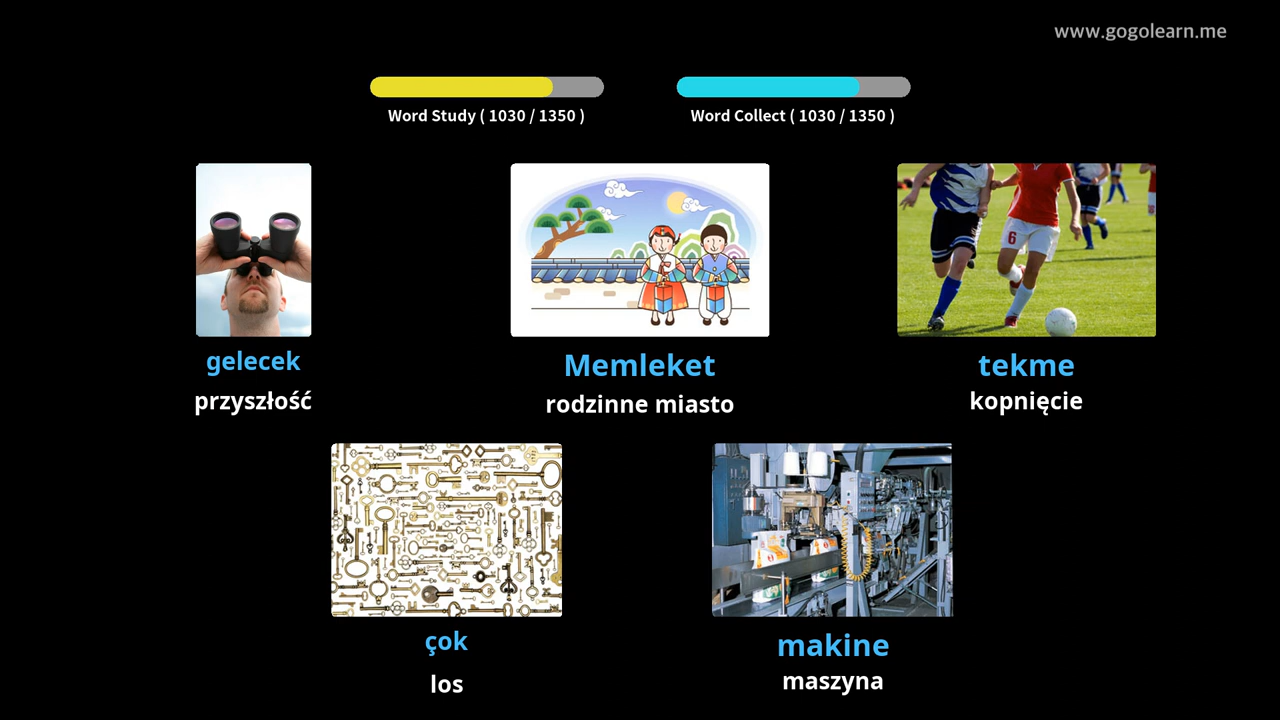 www.gogolearn.me
Word Study ( 1030 / 1350 )
Word Collect ( 1030 / 1350 )
gelecek
przyszłość
Memleket
rodzinne miasto
tekme
kopnięcie
6
çok
los
makine
maszyna